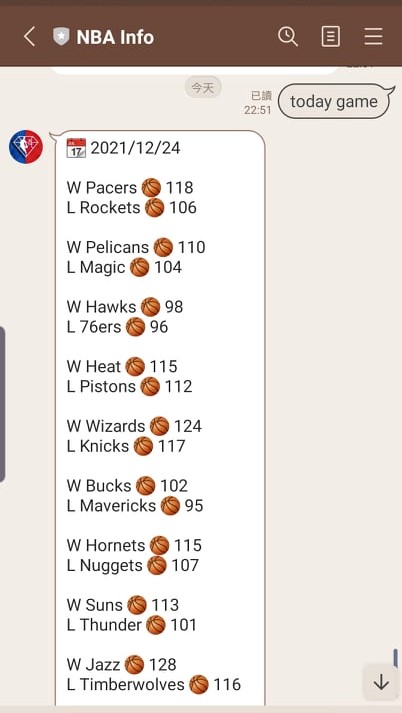 NBA Info
今天
已讀
22:51
today game
2021/12/24
W Pacers 🏀 118
L Rockets 🏀 106
W Pelicans 🏀 110
L Magic 🏀 104
W Hawks 🏀 98
L 76ers 🏀 96
W Heat 🏀 115
L Pistons 🏀 112
W Wizards 🏀 124
L Knicks 🏀 117
W Bucks 🏀 102
L Mavericks 🏀 95
W Hornets 🏀 115
L Nuggets 🏀 107
W Suns 🏀 113
L Thunder 🏀 101
W Jazz 🏀 128
L Timberwolves 🏀 116